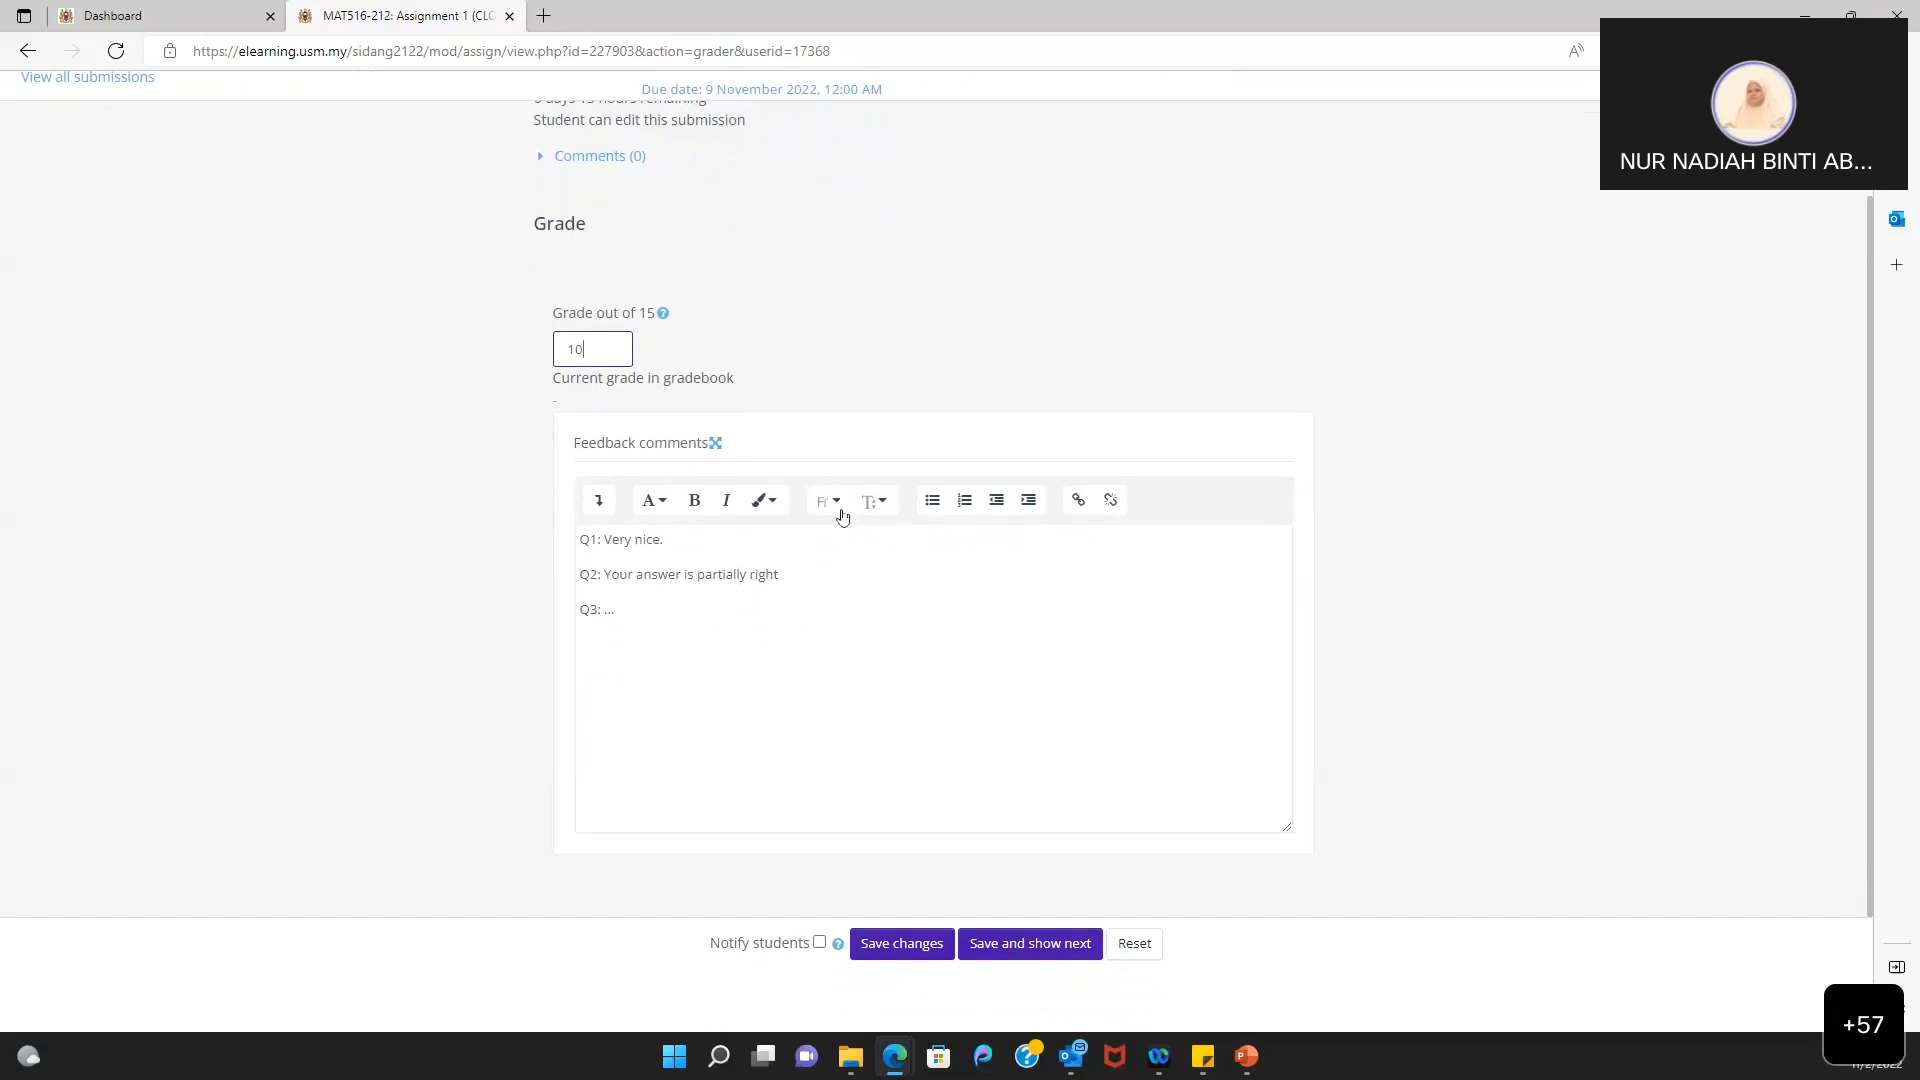 Dashboard
MAT516-212: Assignment 1 (CLC
https://elearning.usm.my/sidang2122/mod/assign/view.php?id=227903&action=grader&userid=17368
View all submissions
Due date: 9 November 2022, 12:00 AM
Student can edit this submission
Comments (0)
NUR NADIAH BINTI AB...
Grade
Grade out of 15
10
Current grade in gradebook
-
Feedback comments
Q1: Very nice.
Q2: Your answer is partially right
Q3: ...
Notify students
Save changes
Save and show next
Reset
+57